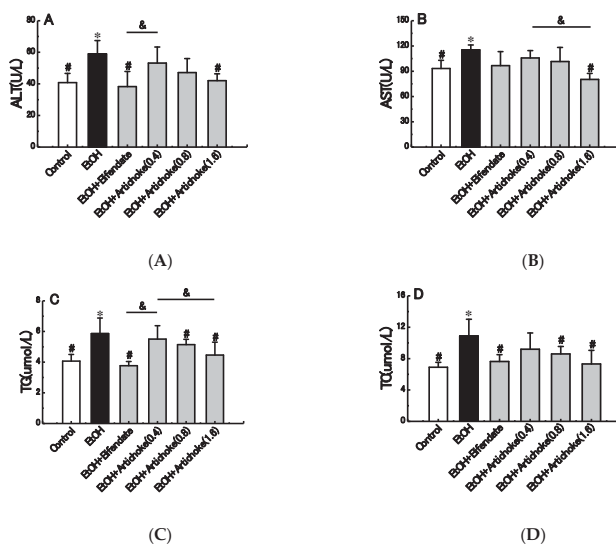 A
&
80
*
60
#
#
#
40
20
0
ALT(U/L)
Control
EtOH
EtOH+Bifendate
EtOH+Artichoke(0.4)
EtOH+Artichoke(0.8)
EtOH+Artichoke(1.6)
(A)
B
&
150
*
120
#
#
90
60
30
0
AST(U/L)
Control
EtOH
EtOH+Bifendate
EtOH+Artichoke(0.4)
EtOH+Artichoke(0.8)
EtOH+Artichoke(1.6)
(B)
C
8
&
&
*
6
#
#
#
#
4
2
0
TG(umol/L)
Control
EtOH
EtOH+Bifendate
EtOH+Artichoke(0.4)
EtOH+Artichoke(0.8)
EtOH+Artichoke(1.6)
(C)
D
16
*
12
#
#
#
#
8
4
0
TC(umol/L)
Control
EtOH
EtOH+Bifendate
EtOH+Artichoke(0.4)
EtOH+Artichoke(0.8)
EtOH+Artichoke(1.6)
(D)